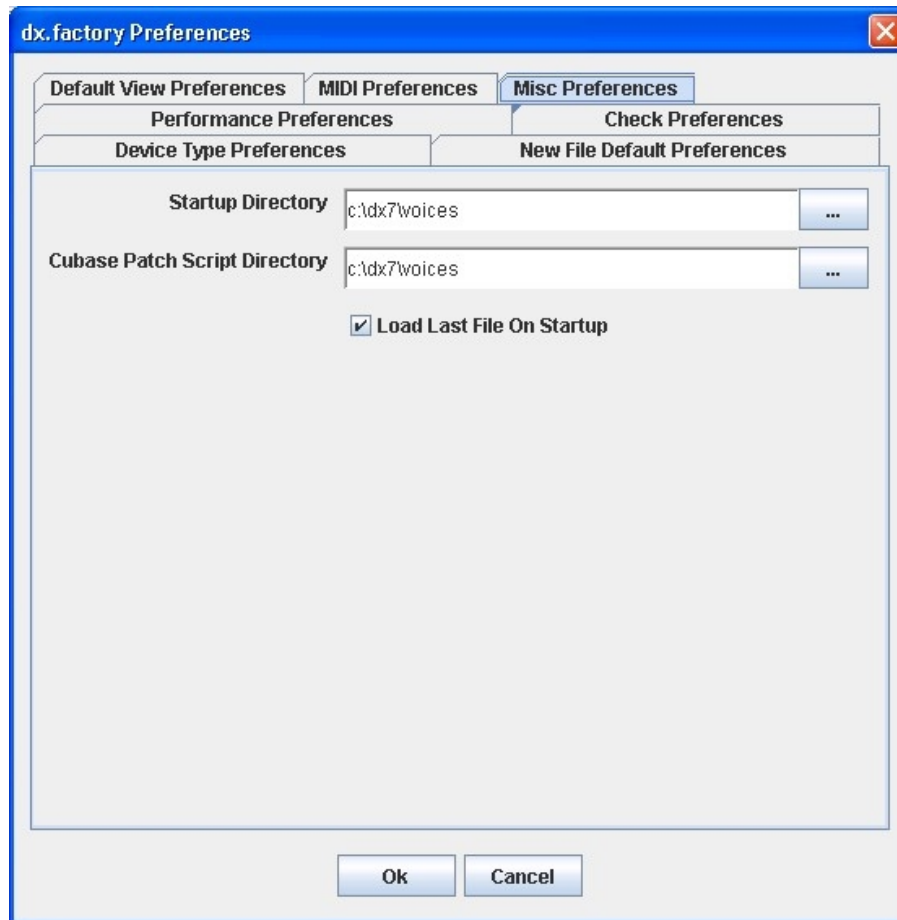 dx.factory Preferences
Default View Preferences MIDI Preferences Misc Preferences
Performance Preferences Check Preferences
Device Type Preferences New File Default Preferences
Startup Directory c:\dx7\voices ...
Cubase Patch Script Directory c:\dx7\voices ...
Load Last File On Startup
Ok Cancel